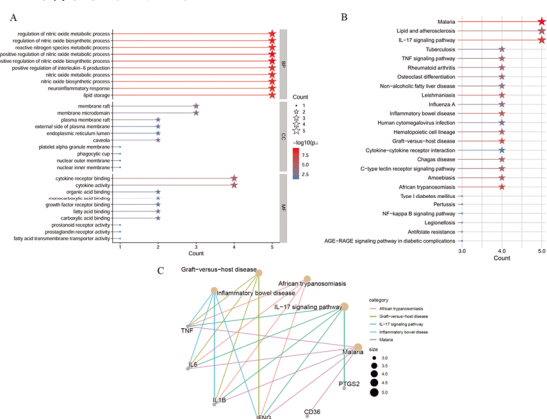 A
regulation of nitric oxide metabolic process
regulation of nitric oxide biosynthetic process
reactive nitrogen species metabolic process
positive regulation of nitric oxide metabolic process
positive regulation of nitric oxide biosynthetic process
positive regulation of interleukin-6 production
nitric oxide metabolic process
nitric oxide biosynthetic process
neuroinflammatory response
lipid storage
BP
membrane raft
membrane microdomain
plasma membrane raft
external side of plasma membrane
endoplasmic reticulum lumen
caveola
platelet alpha granule membrane
phagocytic cup
nuclear outer membrane
nuclear inner membrane
CC
cytokine receptor binding
cytokine activity
organic acid binding
monocarboxylic acid binding
growth factor receptor binding
fatty acid binding
carboxylic acid binding
prostanoid receptor activity
prostaglandin receptor activity
fatty acid transmembrane transporter activity
MF
1 2 3 4 5
Count
Count
1
2
3
4
5
7.5
5.0
2.5
B
Malaria
Lipid and atherosclerosis
IL-17 signaling pathway
Tuberculosis
TNF signaling pathway
Rheumatoid arthritis
Osteoclast differentiation
Non-alcoholic fatty liver disease
Leishmaniasis
Influenza A
Inflammatory bowel disease
Human cytomegalovirus infection
Hematopoietic cell lineage
Graft-versus-host disease
Cytokine-cytokine receptor interaction
Chagas disease
C-type lectin receptor signaling pathway
Amoebiasis
African trypanosomiasis
Type I diabetes mellitus
Pertussis
NF-kappa B signaling pathway
Legionellosis
Antifolate resistance
AGE-RAGE signaling pathway in diabetic complications
3.0 4.0 5.0
Count
C
Graft-versus-host disease
African trypanosomiasis
Inflammatory bowel disease
IL-17 signaling pathway
TNF
Malaria
IL6
PTGS2
IL1B
CD36
IFNG
category
African trypanosomiasis
Graft-versus-host disease
IL-17 signaling pathway
Inflammatory bowel disease
Malaria
size
3.0
3.5
4.0
4.5
5.0